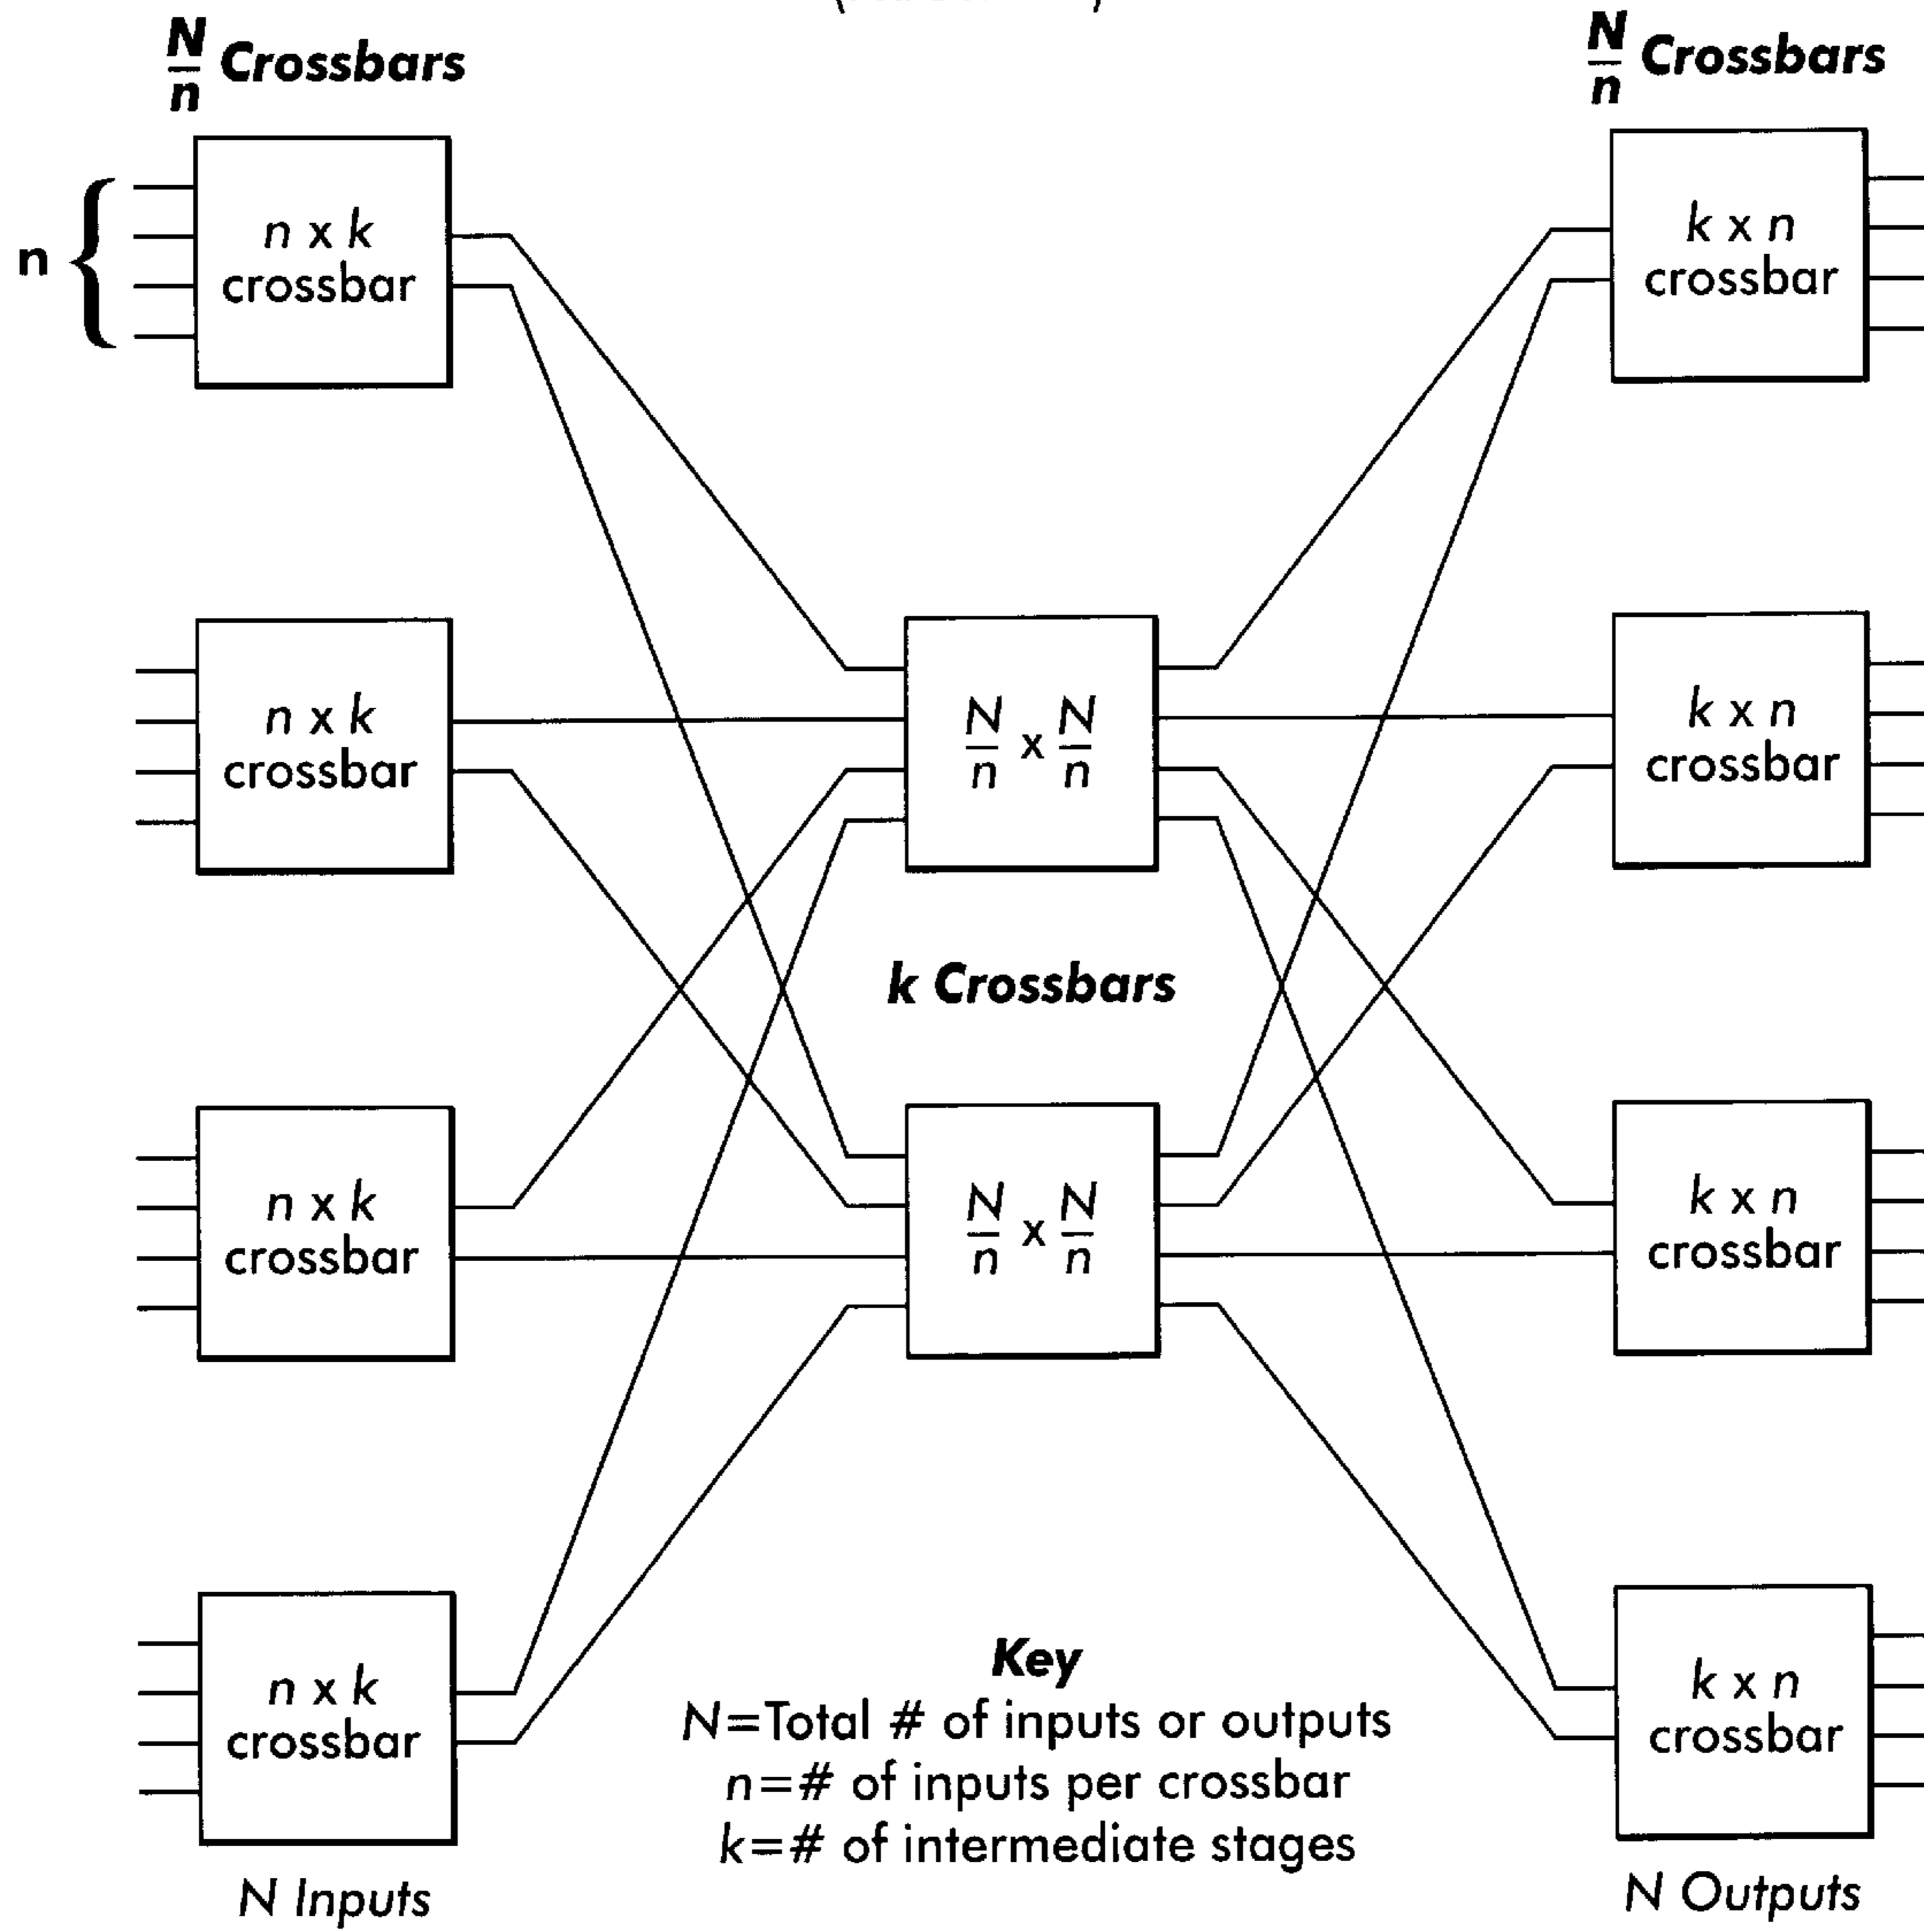 N/n Crossbars
N/n Crossbars
n
n x k
crossbar
k x n
crossbar
n x k
crossbar
N/n x N/n
k x n
crossbar
k Crossbars
n x k
crossbar
N/n x N/n
k x n
crossbar
n x k
crossbar
k x n
crossbar
Key
N=Total # of inputs or outputs
n=# of inputs per crossbar
k=# of intermediate stages
N Inputs
N Outputs